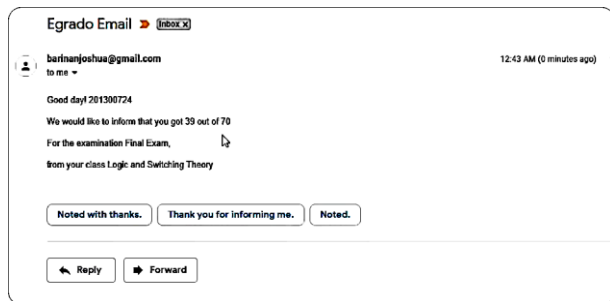 Egrado Email Inbox x
barinanjoshua@gmail.com 12:43 AM (0 minutes ago)
to me
Good day! 201300724
We would like to inform that you got 39 out of 70
For the examination Final Exam,
from your class Logic and Switching Theory
Noted with thanks. Thank you for informing me. Noted.
Reply Forward